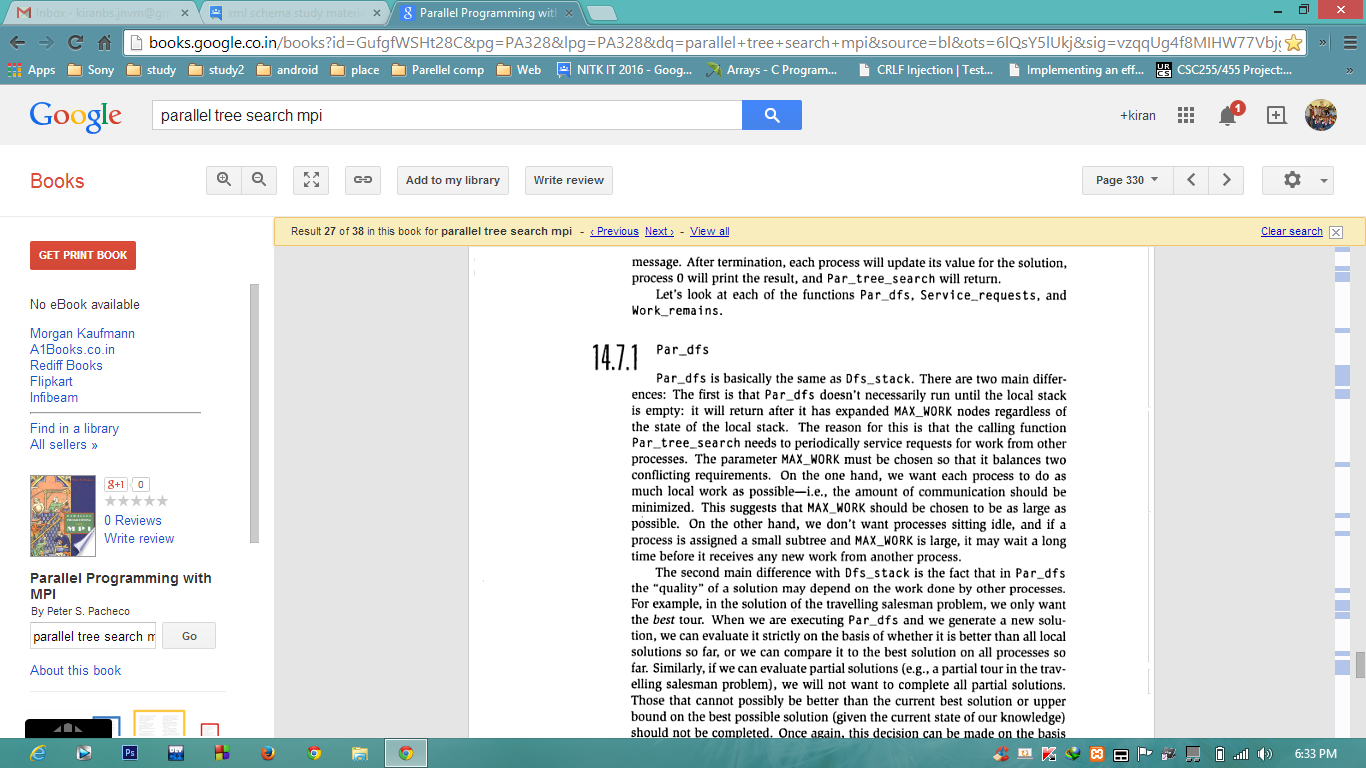 Inbox - kiranbs.jnvm@gm
xml schema study materi
Parallel Programming with
books.google.co.in/books?id=GufgfWSHt28C&pg=PA328&lpg=PA328&dq=parallel+tree+search+mpi&source=bl&ots=6lQsY5lUkj&sig=vzqqUg4f8MIHW77Vbjg
Apps Sony study study2 android place Parellel comp Web NITK IT 2016 - Goog... Arrays - C Program... CRLF Injection | Test... Implementing an eff... CSC255/455 Project:...
Google parallel tree search mpi +kiran 1
Books Add to my library Write review Page 330
Result 27 of 38 in this book for parallel tree search mpi - ‹ Previous Next › - View all Clear search
GET PRINT BOOK
No eBook available
Morgan Kaufmann
A1Books.co.in
Rediff Books
Flipkart
Infibeam
Find in a library
All sellers »
g+1 0
0 Reviews
Write review
Parallel Programming with
MPI
By Peter S. Pacheco
parallel tree search m Go
About this book
message. After termination, each process will update its value for the solution,
process 0 will print the result, and Par_tree_search will return.
Let's look at each of the functions Par_dfs, Service_requests, and
Work_remains.
14.7.1 Par_dfs
Par_dfs is basically the same as Dfs_stack. There are two main differ-
ences: The first is that Par_dfs doesn't necessarily run until the local stack
is empty: it will return after it has expanded MAX_WORK nodes regardless of
the state of the local stack. The reason for this is that the calling function
Par_tree_search needs to periodically service requests for work from other
processes. The parameter MAX_WORK must be chosen so that it balances two
conflicting requirements. On the one hand, we want each process to do as
much local work as possible—i.e., the amount of communication should be
minimized. This suggests that MAX_WORK should be chosen to be as large as
possible. On the other hand, we don't want processes sitting idle, and if a
process is assigned a small subtree and MAX_WORK is large, it may wait a long
time before it receives any new work from another process.
The second main difference with Dfs_stack is the fact that in Par_dfs
the "quality" of a solution may depend on the work done by other processes.
For example, in the solution of the travelling salesman problem, we only want
the best tour. When we are executing Par_dfs and we generate a new solu-
tion, we can evaluate it strictly on the basis of whether it is better than all local
solutions so far, or we can compare it to the best solution on all processes so
far. Similarly, if we can evaluate partial solutions (e.g., a partial tour in the trav-
elling salesman problem), we will not want to complete all partial solutions.
Those that cannot possibly be better than the current best solution or upper
bound on the best possible solution (given the current state of our knowledge)
should not be completed. Once again, this decision can be made on the basis
6:33 PM